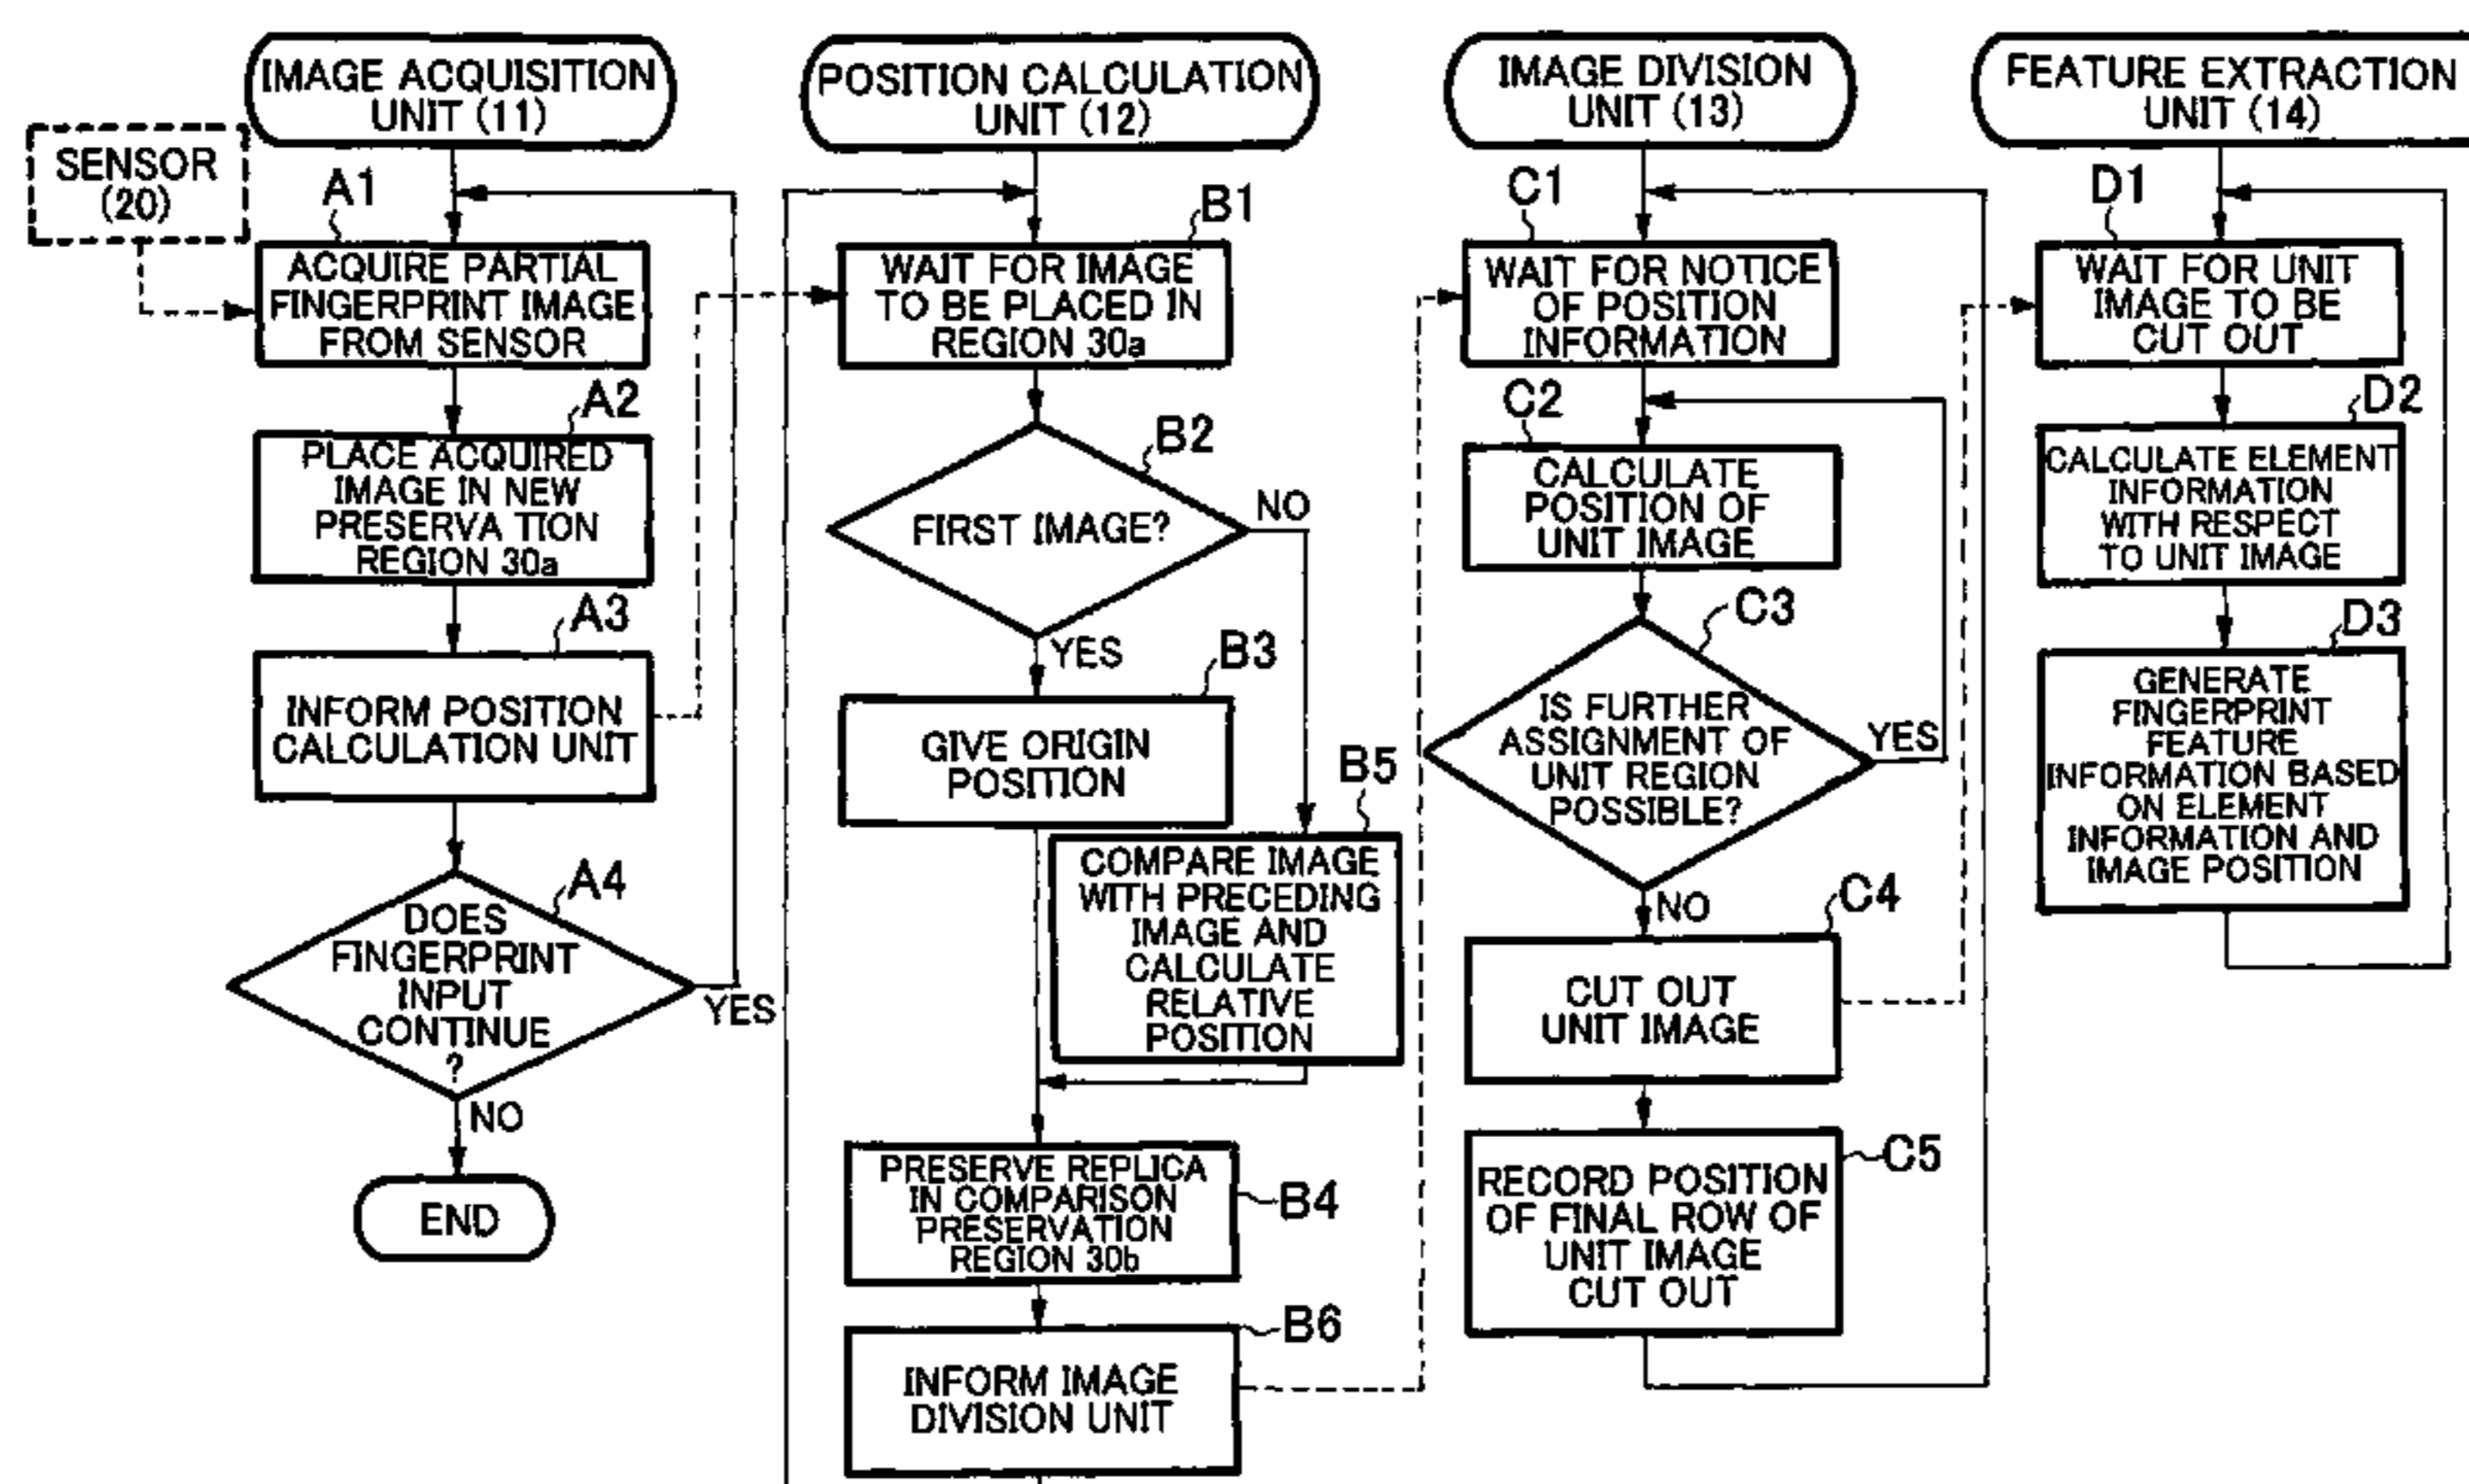 IMAGE ACQUISITION
UNIT (11)
SENSOR
(20)
A1
ACQUIRE PARTIAL
FINGERPRINT IMAGE
FROM SENSOR
A2
PLACE ACQUIRED
IMAGE IN NEW
PRESERVA TION
REGION 30a
A3
INFORM POSITION
CALCULATION UNIT
A4
DOES
FINGERPRINT
INPUT
CONTINUE
?
YES
NO
END
POSITION CALCULATION
UNIT (12)
B1
WAIT FOR IMAGE
TO BE PLACED IN
REGION 30a
B2
FIRST IMAGE?
NO
YES
B3
GIVE ORIGIN
POSITION
B5
COMPARE IMAGE
WITH PRECEDING
IMAGE AND
CALCULATE
RELATIVE
POSITION
PRESERVE REPLICA
IN COMPARISON
PRESERVATION
REGION 30b
B4
B6
INFORM IMAGE
DIVISION UNIT
IMAGE DIVISION
UNIT (13)
C1
WAIT FOR NOTICE
OF POSITION
INFORMATION
C2
CALCULATE
POSITION OF
UNIT IMAGE
C3
IS FURTHER
ASSIGNMENT OF
UNIT REGION
POSSIBLE?
YES
NO
C4
CUT OUT
UNIT IMAGE
C5
RECORD POSITION
OF FINAL ROW OF
UNIT IMAGE
CUT OUT
FEATURE EXTRACTION
UNIT (14)
D1
WAIT FOR UNIT
IMAGE TO BE
CUT OUT
D2
CALCULATE ELEMENT
INFORMATION
WITH RESPECT
TO UNIT IMAGE
D3
GENERATE
FINGERPRINT
FEATURE
INFORMATION BASED
ON ELEMENT
INFORMATION AND
IMAGE POSITION